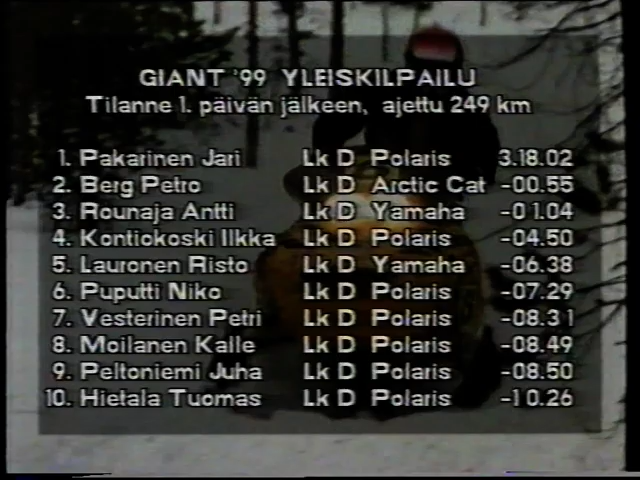 GIANT '99 YLEISKILPAILU
Tilanne 1. päivän jälkeen, ajettu 249 km
1. Pakarinen Jari Lk D Polaris 3.18.02
2. Berg Petro Lk D Arctic Cat -00.55
3. Rounaja Antti Lk D Yamaha -01.04
4. Kontiokoski Ilkka Lk D Polaris -04.50
5. Lauronen Risto Lk D Yamaha -06.38
6. Puputti Niko Lk D Polaris -07.29
7. Vesterinen Petri Lk D Polaris -08.31
8. Moilanen Kalle Lk D Polaris -08.49
9. Peltoniemi Juha Lk D Polaris -08.50
10. Hietala Tuomas Lk D Polaris -10.26